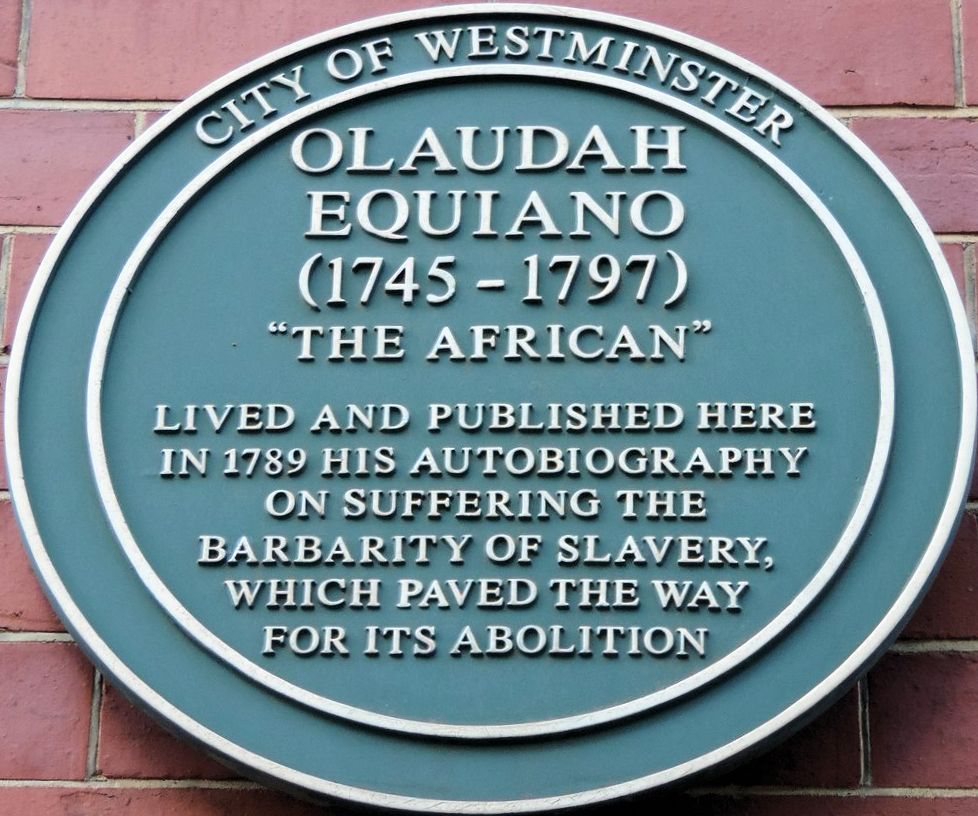 CITY OF WESTMINSTER
OLAUDAH
EQUIANO
(1745 - 1797)
“THE AFRICAN”
LIVED AND PUBLISHED HERE
IN 1789 HIS AUTOBIOGRAPHY
ON SUFFERING THE
BARBARITY OF SLAVERY,
WHICH PAVED THE WAY
FOR ITS ABOLITION